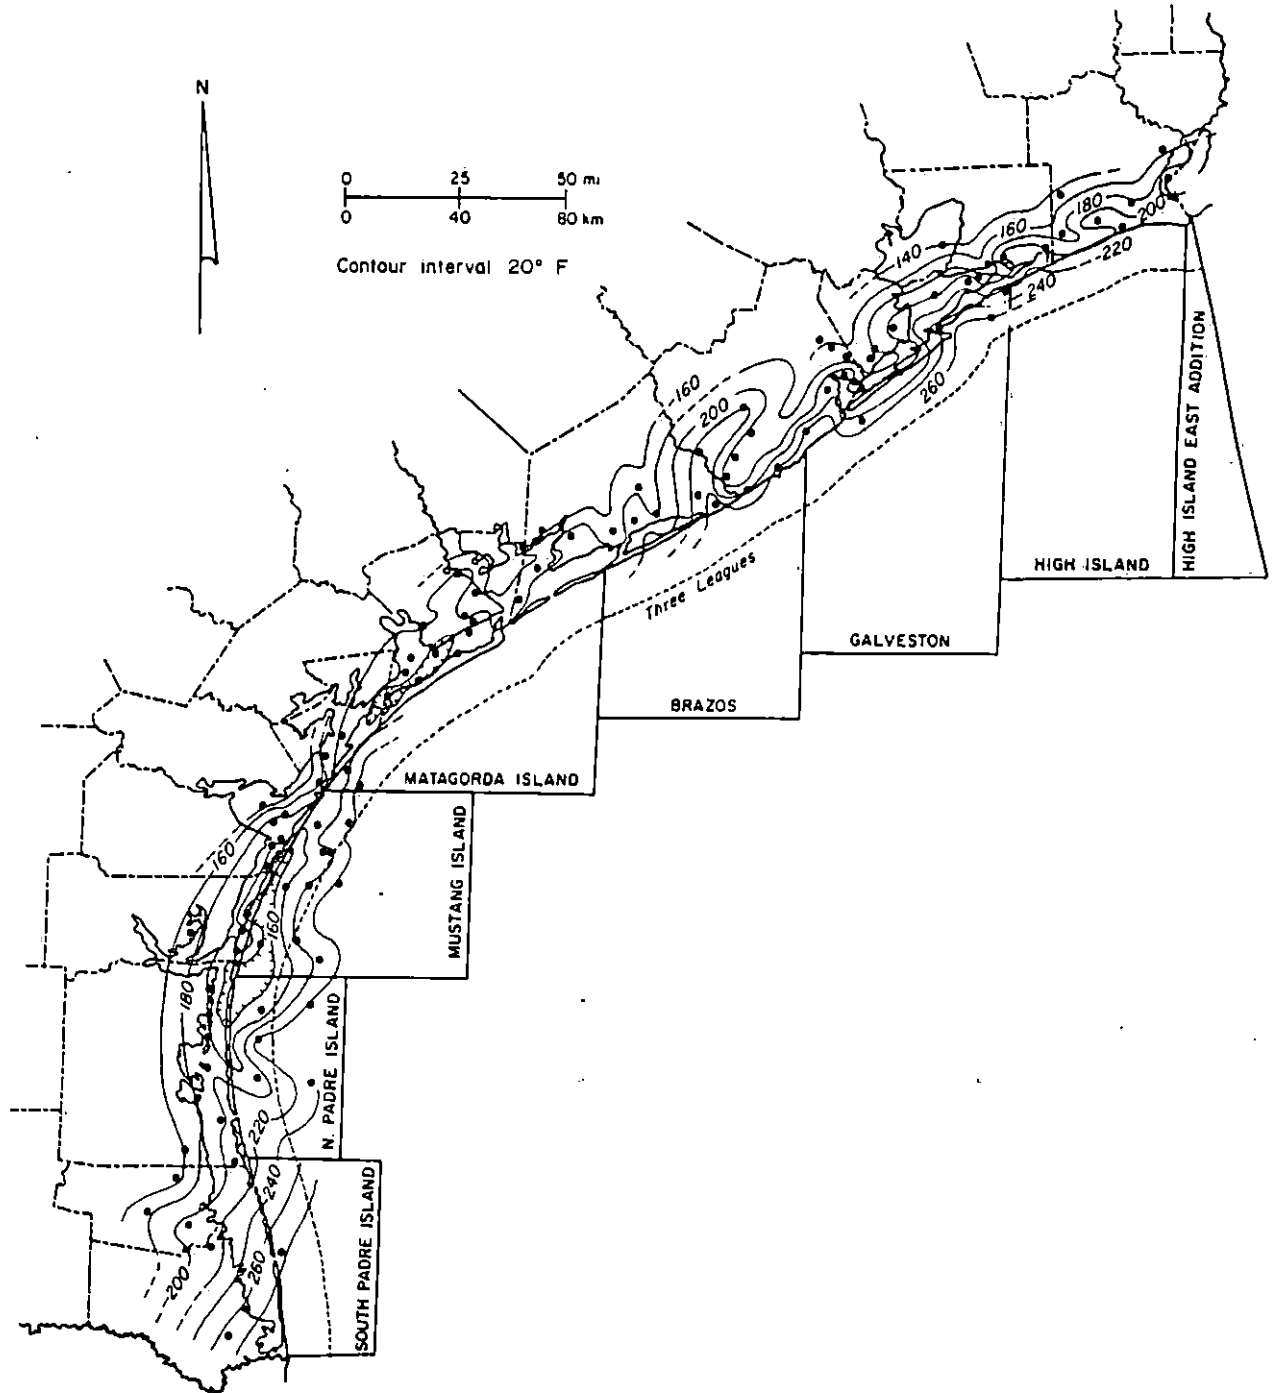 N
0 25 50 mi
0 40 80 km
Contour interval 20° F
180
200
160
140
220
240
160
200
260
HIGH ISLAND EAST ADDITION
HIGH ISLAND
Three Leagues
GALVESTON
BRAZOS
MATAGORDA ISLAND
MUSTANG ISLAND
160
160
180
N. PADRE ISLAND
220
240
SOUTH PADRE ISLAND
260
200